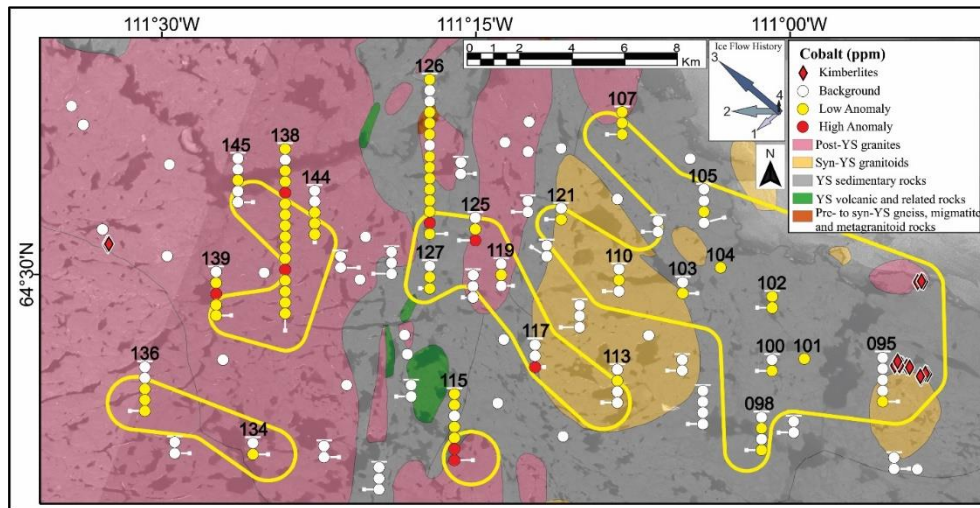 111°30'W
111°15'W
111°00'W
64°30'N
0 1 2 4 6 8
Km
Ice Flow History
3
4
2
1
N
Cobalt (ppm)
Kimberlites
Background
Low Anomaly
High Anomaly
Post-YS granites
Syn-YS granitoids
YS sedimentary rocks
YS volcanic and related rocks
Pre- to syn-YS gneiss, migmatite
and metagranitoid rocks
126
107
145
138
144
105
125
121
139
127
119
110
103
104
102
136
117
113
100
101
095
115
098
134